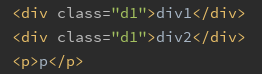 <div class="d1">div1</div>
<div class="d1">div2</div>
<p>p</p>